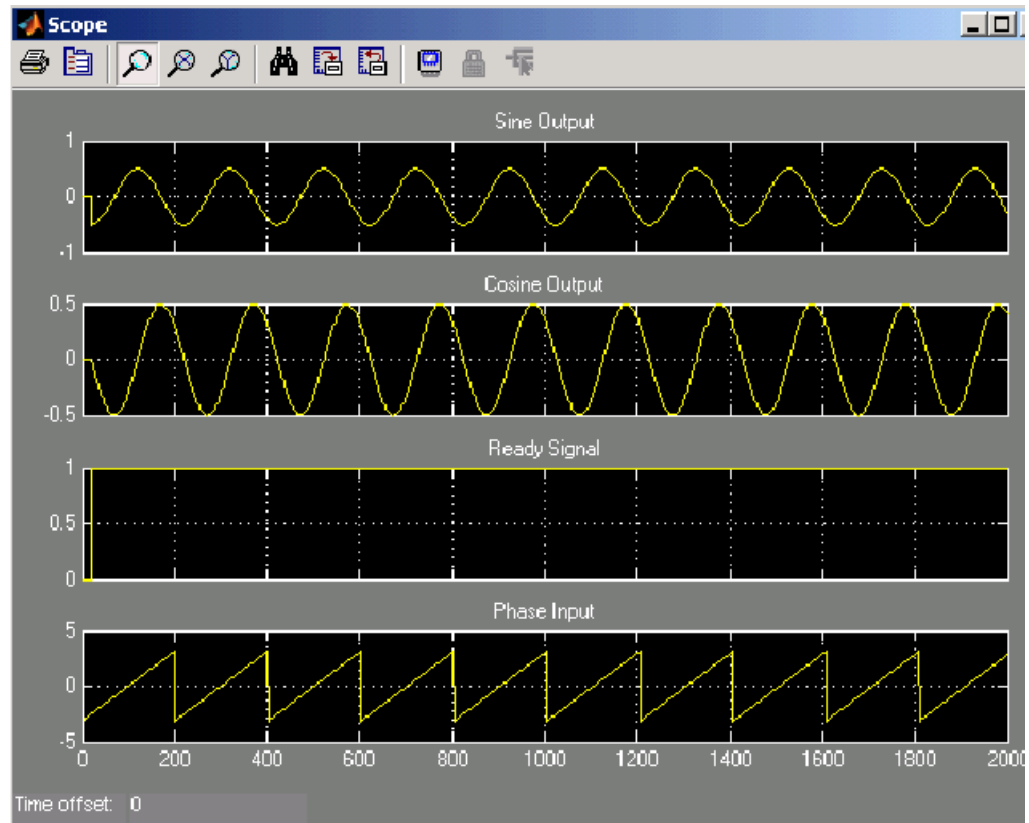 Scope
Sine Output
1
0
-1
Cosine Output
0.5
0
-0.5
Ready Signal
1
0.5
0
Phase Input
5
0
-5
0 200 400 600 800 1000 1200 1400 1600 1800 2000
Time offset: 0